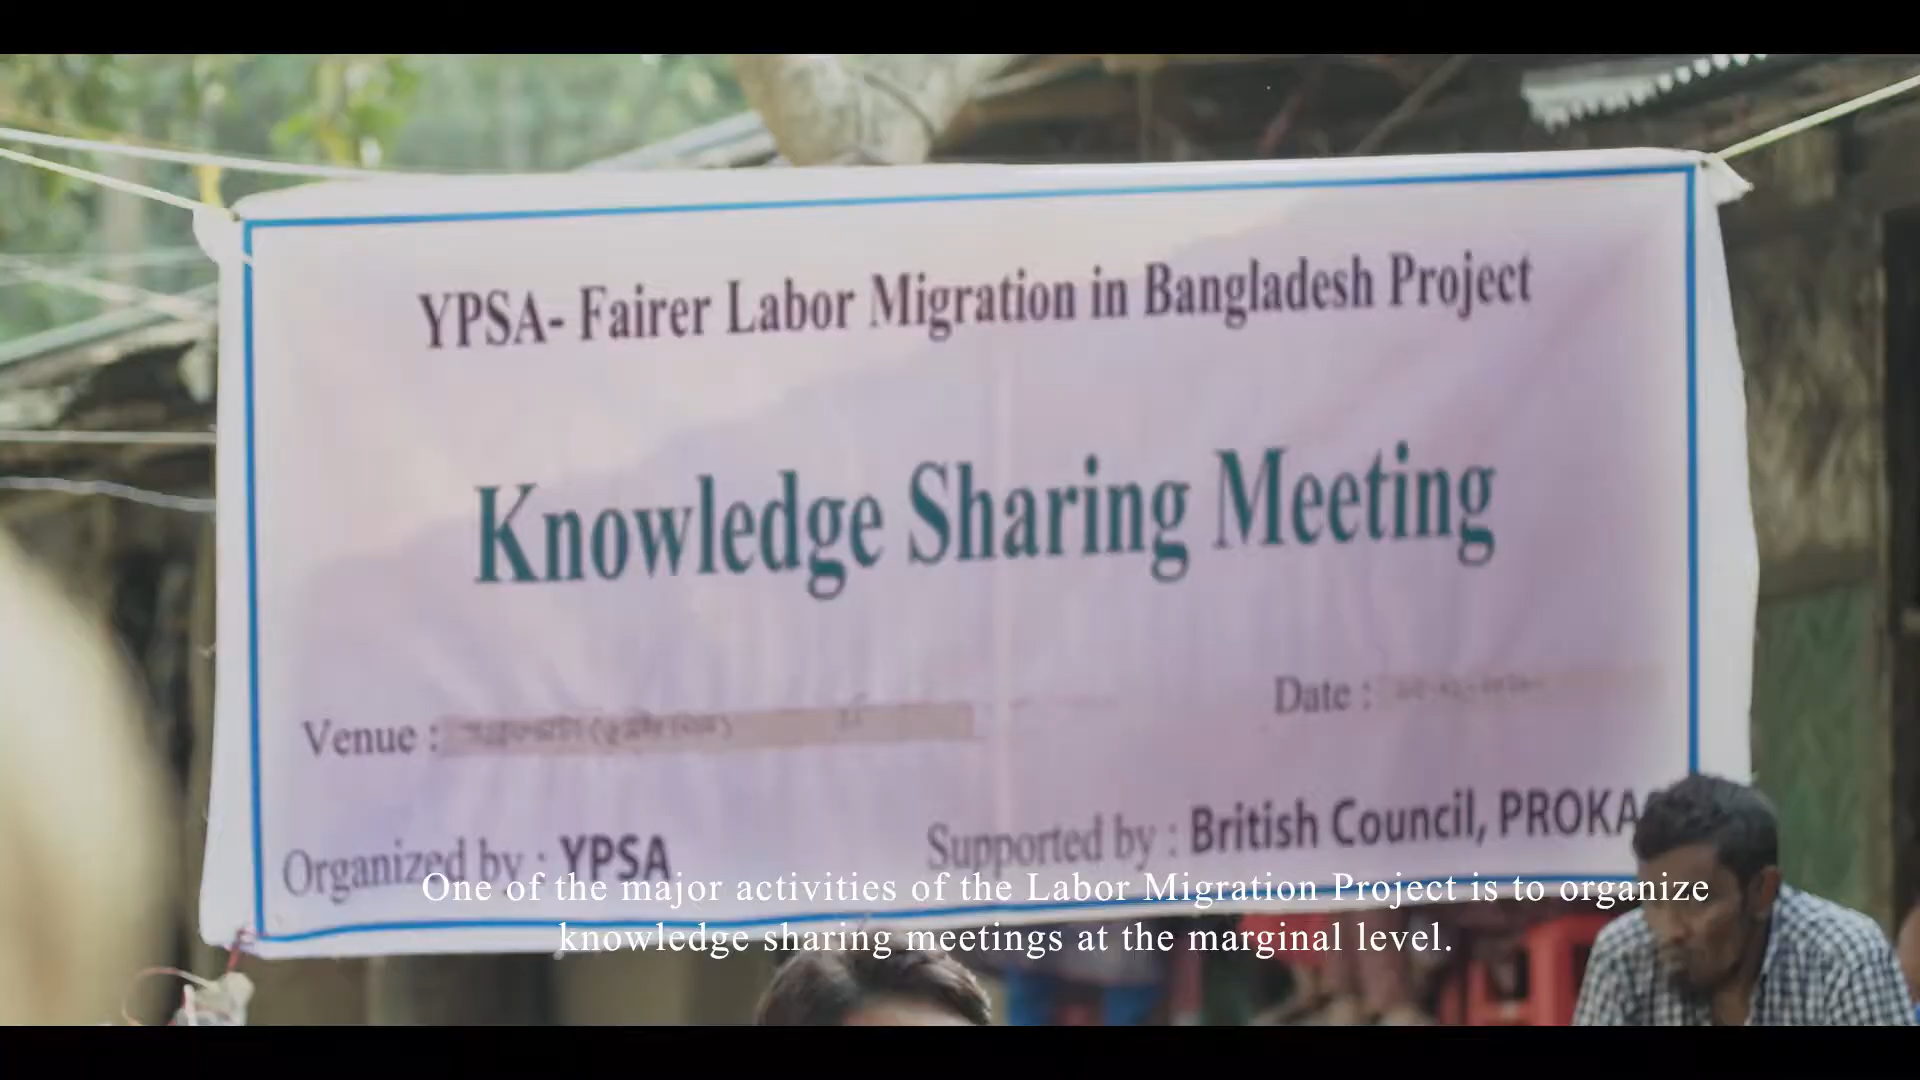 YPSA- Fairer Labor Migration in Bangladesh Project
Knowledge Sharing Meeting
Venue :
Date :
Organized by : YPSA
Supported by : British Council,
One of the major activities of the Labor Migration Project is to organize
knowledge sharing meetings at the marginal level.